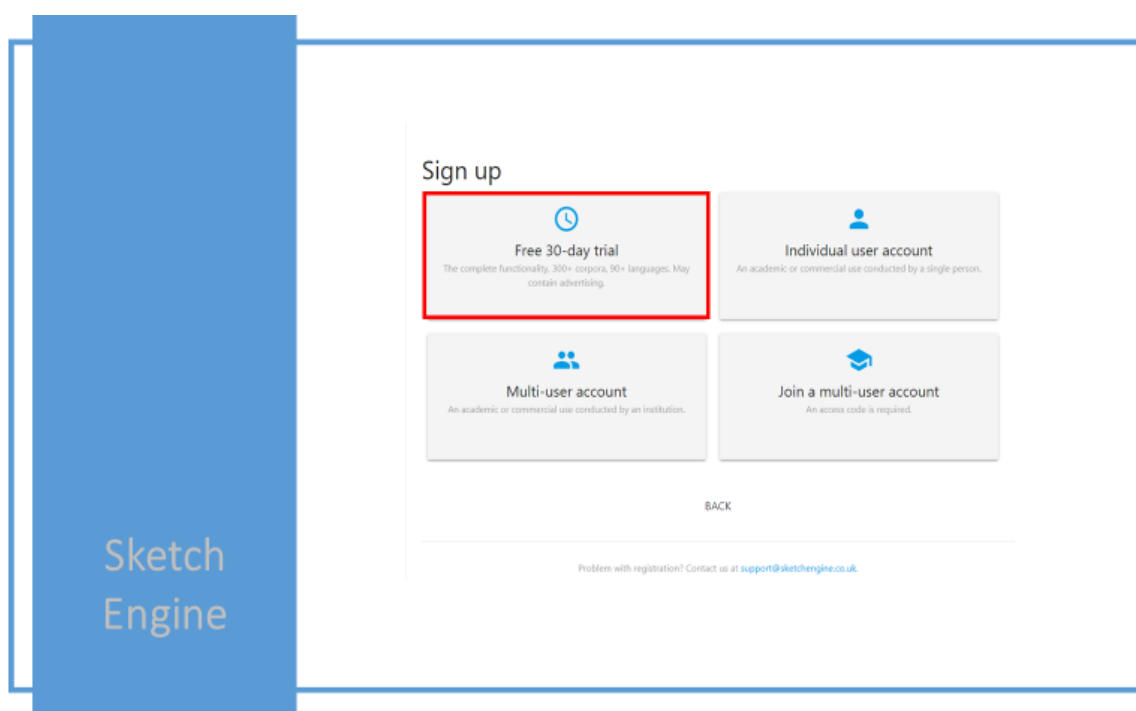 Sketch
Engine
Sign up
Free 30-day trial
The complete functionality, 300+ corpora, 90+ languages. May
contain advertising.
Individual user account
An academic or commercial use conducted by a single person.
Multi-user account
An academic or commercial use conducted by an institution.
Join a multi-user account
An access code is required.
BACK
Problem with registration? Contact us at support@sketchengine.co.uk.